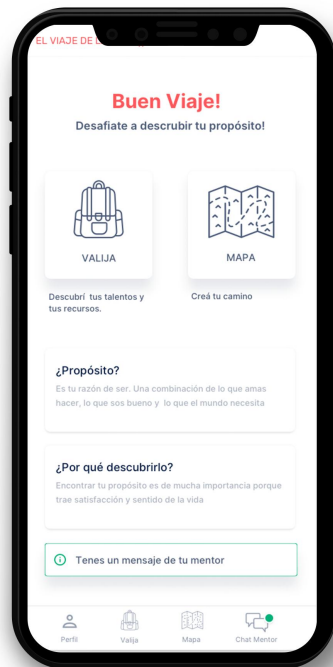 EL VIAJE DE
Buen Viaje!
Desafiate a descrubir tu propósito!
VALIJA
MAPA
Descubrí tus talentos y
tus recursos.
Creá tu camino
¿Propósito?
Es tu razón de ser. Una combinación de lo que amas
hacer, lo que sos bueno y lo que el mundo necesita
¿Por qué descubrirlo?
Encontrar tu propósito es de mucha importancia porque
trae satisfacción y sentido de la vida
Tenes un mensaje de tu mentor
Perfil
Valija
Mapa
Chat Mentor